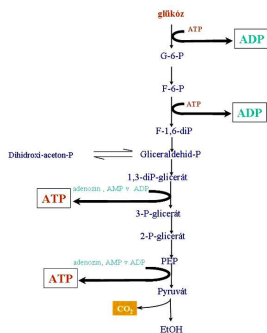 glükóz
ATP
ADP
G-6-P
F-6-P
ATP
ADP
F-1,6-diP
Dihidroxi-aceton-P
Gliceraldehid-P
1,3-diP-glicerát
adenozin, AMP v ADP
ATP
3-P-glicerát
2-P-glicerát
PEP
adenozin, AMP v ADP
ATP
Pyruvát
CO₂
EtOH